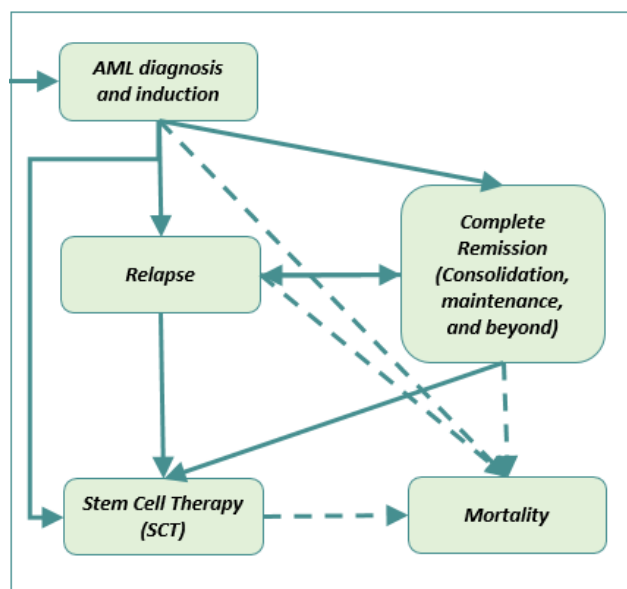 AML diagnosis
and induction
Complete
Remission
(Consolidation,
maintenance,
and beyond)
Relapse
Stem Cell Therapy
(SCT)
Mortality